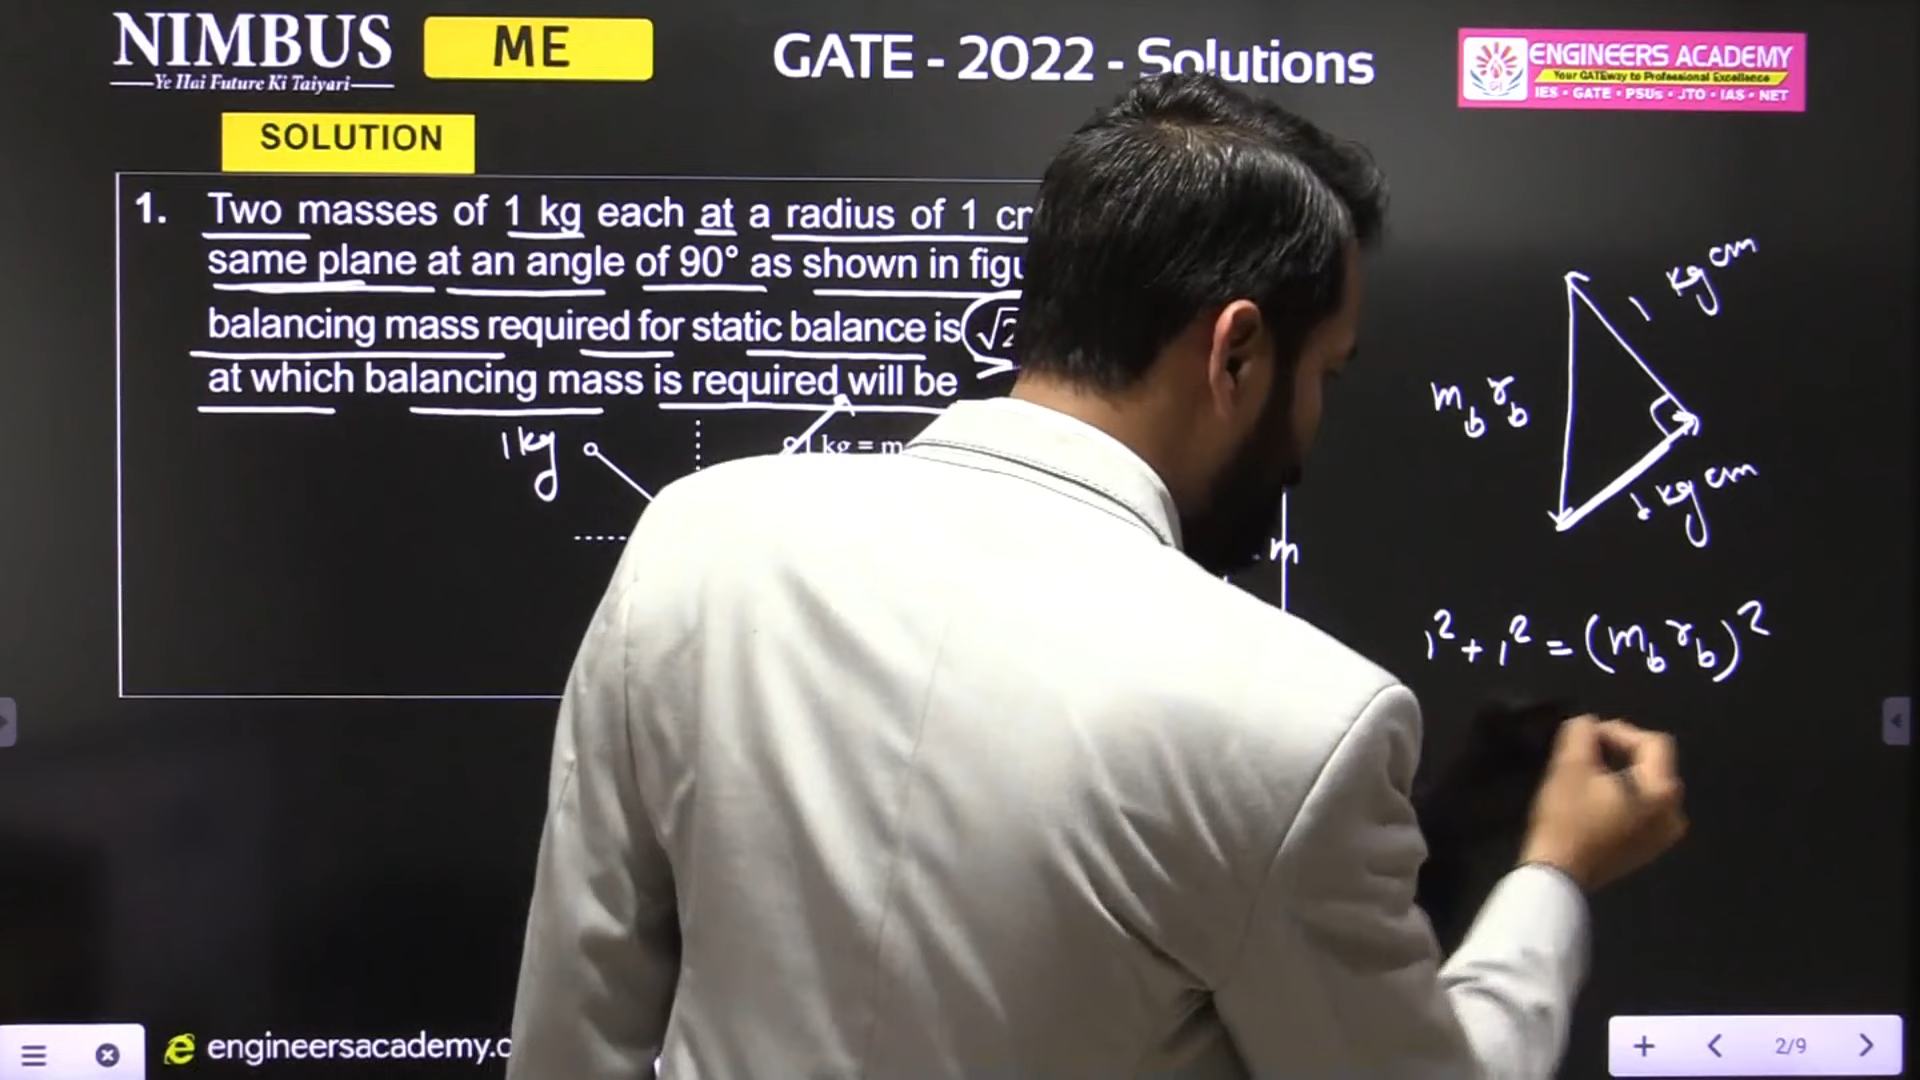 NIMBUS
Ye Hai Future Ki Taiyari
ME
GATE - 2022 - Solutions
ENGINEERS ACADEMY
Your GATEway to Professional Excellence
IES • GATE • PSUs • JTO • IAS • NET
SOLUTION
1. Two masses of 1 kg each at a radius of 1
same plane at an angle of 90° as shown in
balancing mass required for static balance is √2
at which balancing mass is required will be
1kg
1 kg = m
m
1 kg cm
m_b r_b
1 kg cm
1² + 1² = (m_b r_b)²
engineersacademy.
2/9